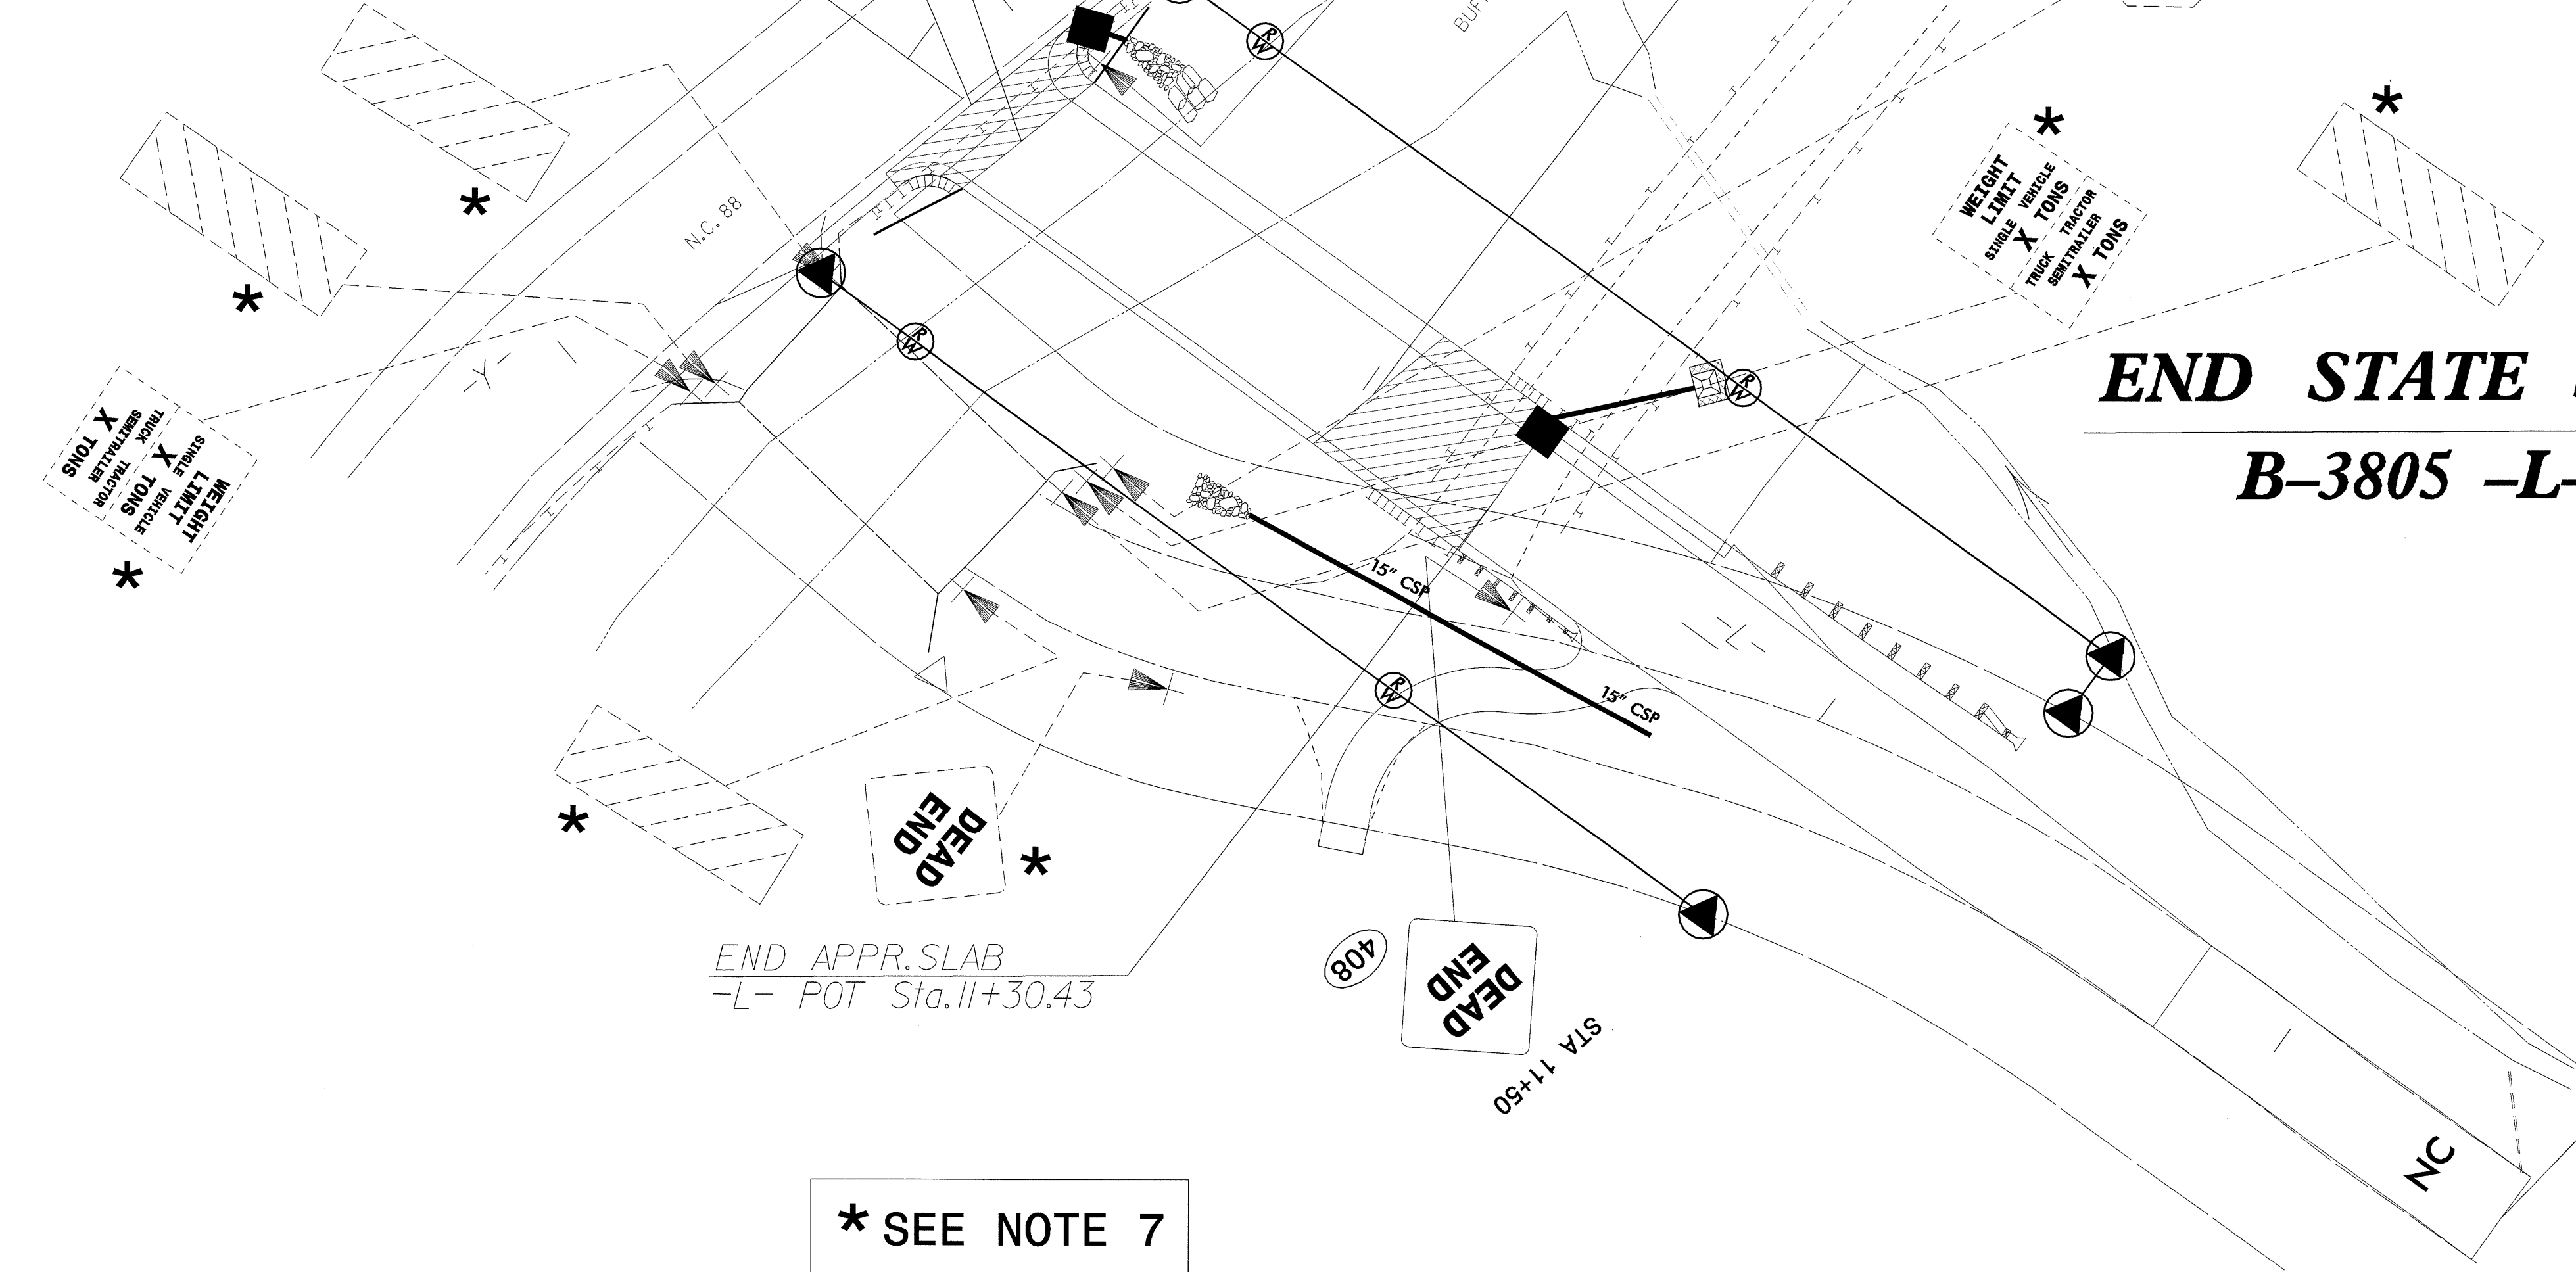 BUF
R
W
N.C. 88
*
*
*
*
WEIGHT
LIMIT
SINGLE VEHICLE
X TONS
TRUCK TRACTOR
SEMITRAILER
X TONS
END STATE
B-3805 -L-
R
W
-Y-
WEIGHT
LIMIT
SINGLE VEHICLE
X TONS
TRUCK TRACTOR
SEMITRAILER
X TONS
*
R
W
15" CSP
-L-
R
W
15" CSP
*
DEAD
END
*
END APPR. SLAB
-L- POT Sta. 11+30.43
408
DEAD
END
STA 11+50
NC
* SEE NOTE 7